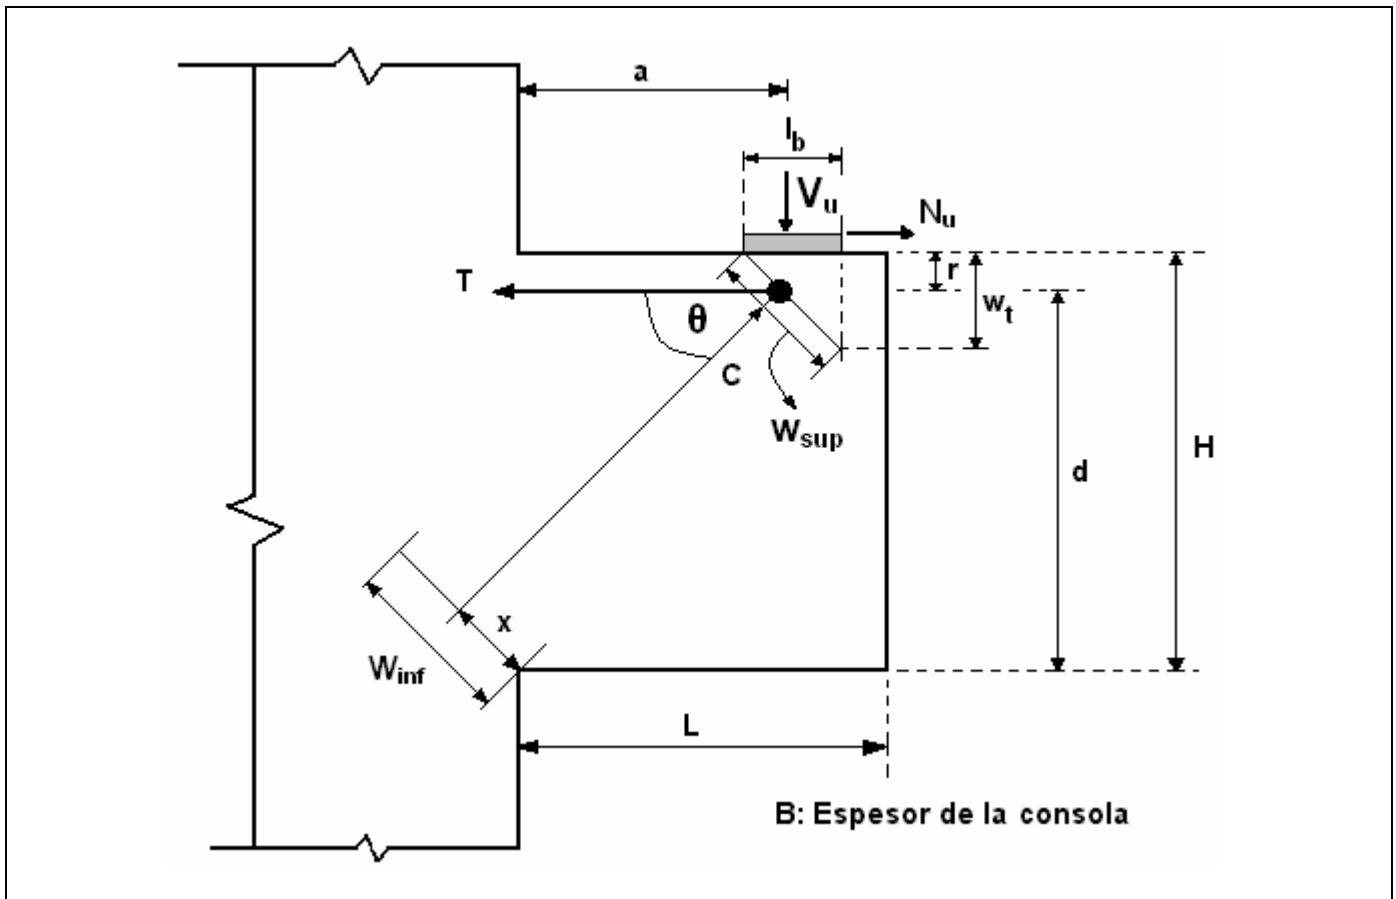 a
l_b
V_u
N_u
T
r
θ
w_t
C
W_sup
H
d
x
W_inf
L
B: Espesor de la consola